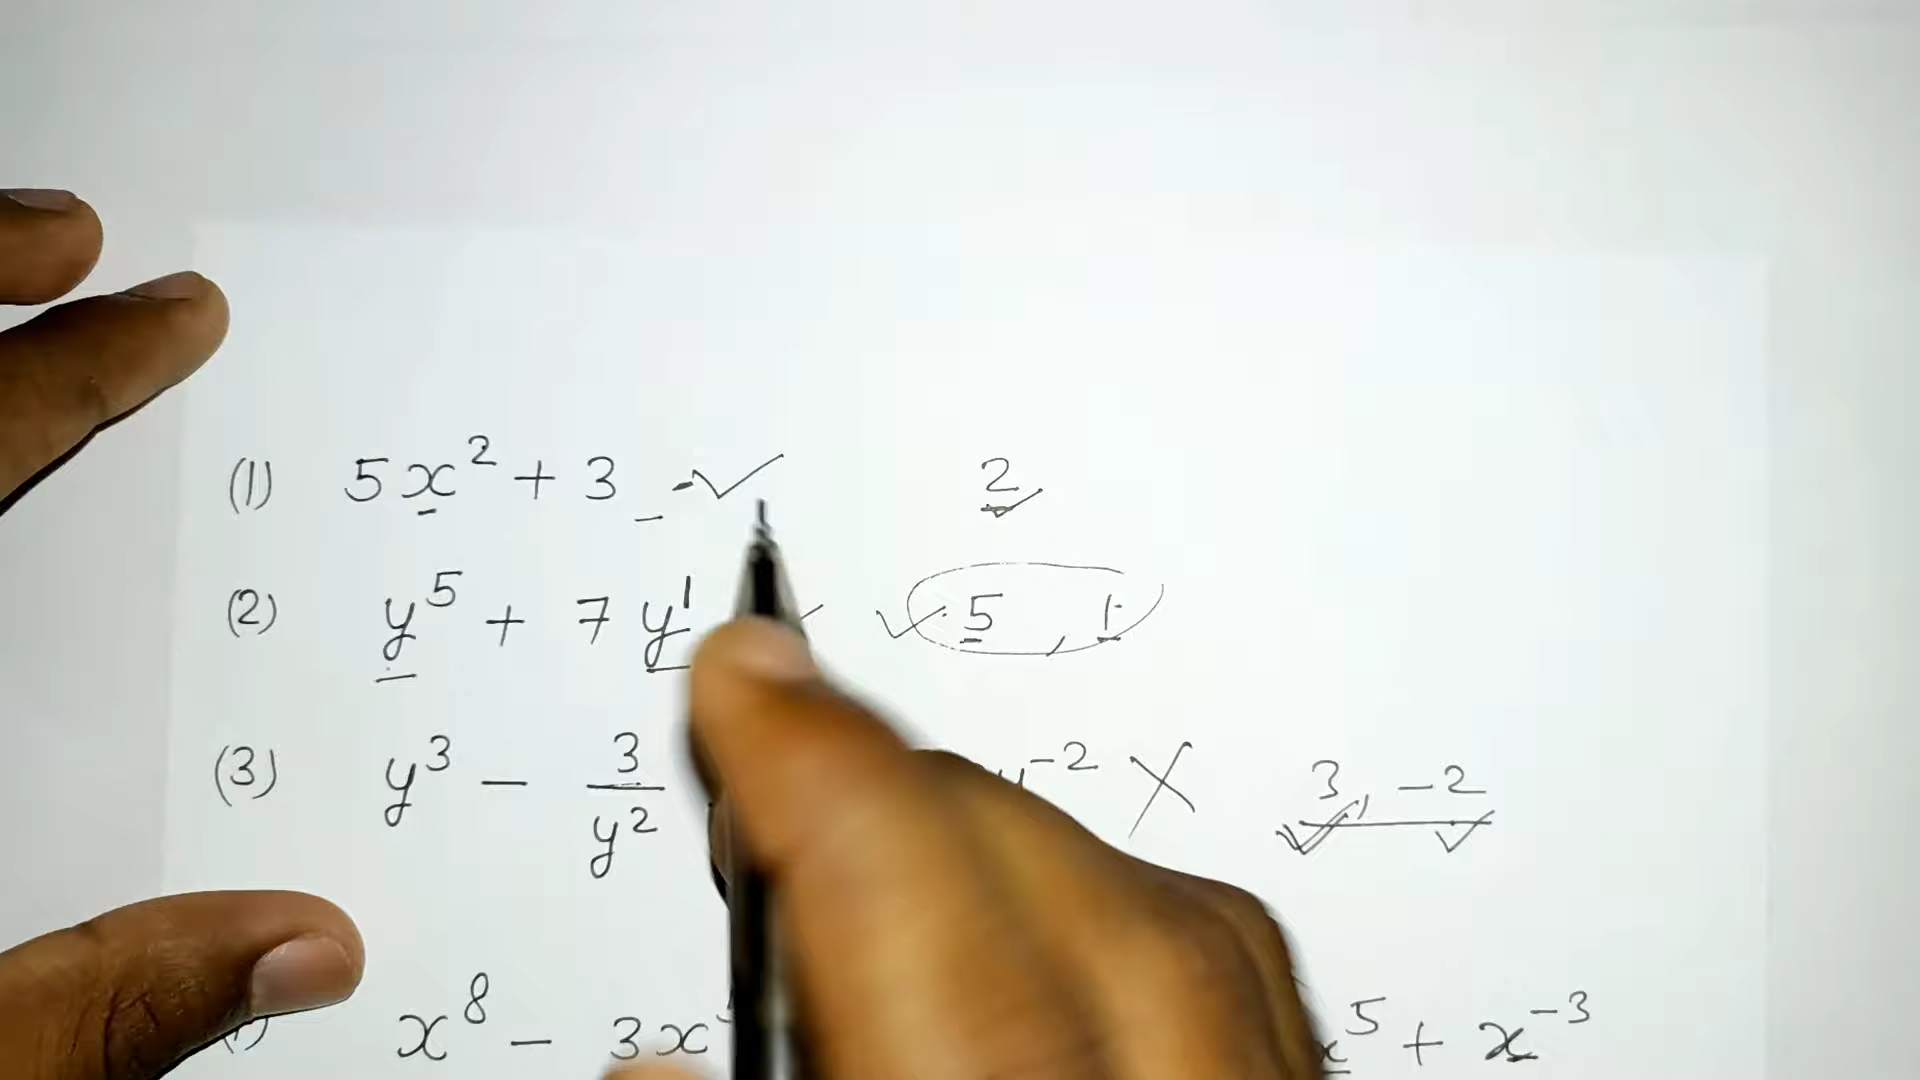 (1) 5x² + 3 - ✓ 2 ✓
(2) y⁵ + 7y¹ ✓ 5, 1
(3) y³ - 3/y² y⁻² ✗ 3, -2 ✓ ✓
x⁸ - 3x x⁵ + x⁻³